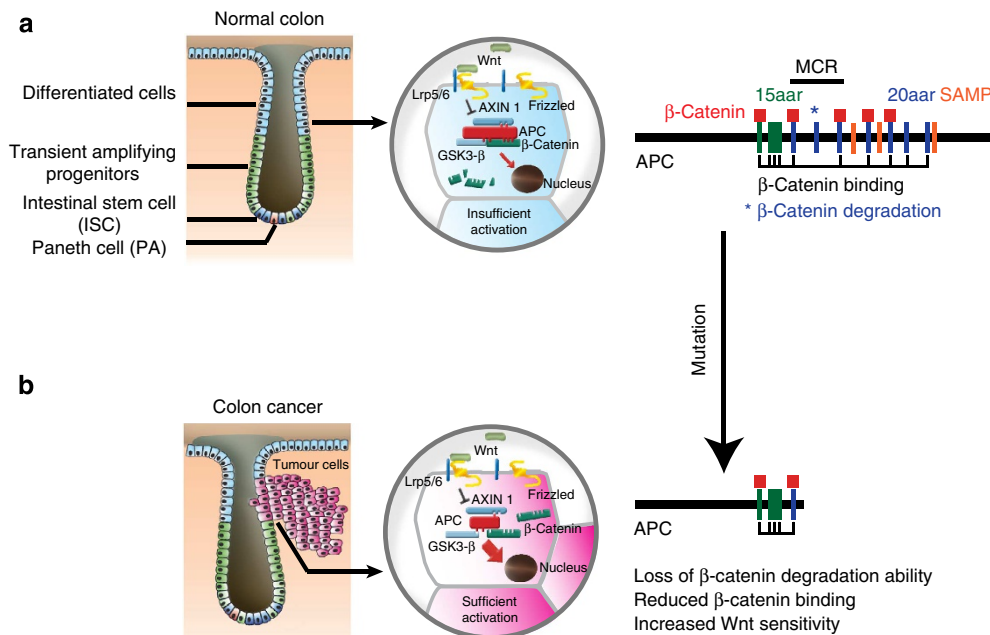 a
Normal colon
Differentiated cells
Transient amplifying
progenitors
Intestinal stem cell
(ISC)
Paneth cell (PA)
Wnt
Lrp5/6
Frizzled
AXIN 1
APC
β-Catenin
GSK3-β
Nucleus
Insufficient
activation
MCR
15aar
*
20aar
SAMP
β-Catenin
APC
β-Catenin binding
* β-Catenin degradation
Mutation
b
Colon cancer
Tumour cells
Wnt
Lrp5/6
Frizzled
AXIN 1
APC
β-Catenin
GSK3-β
Nucleus
Sufficient
activation
APC
Loss of β-catenin degradation ability
Reduced β-catenin binding
Increased Wnt sensitivity